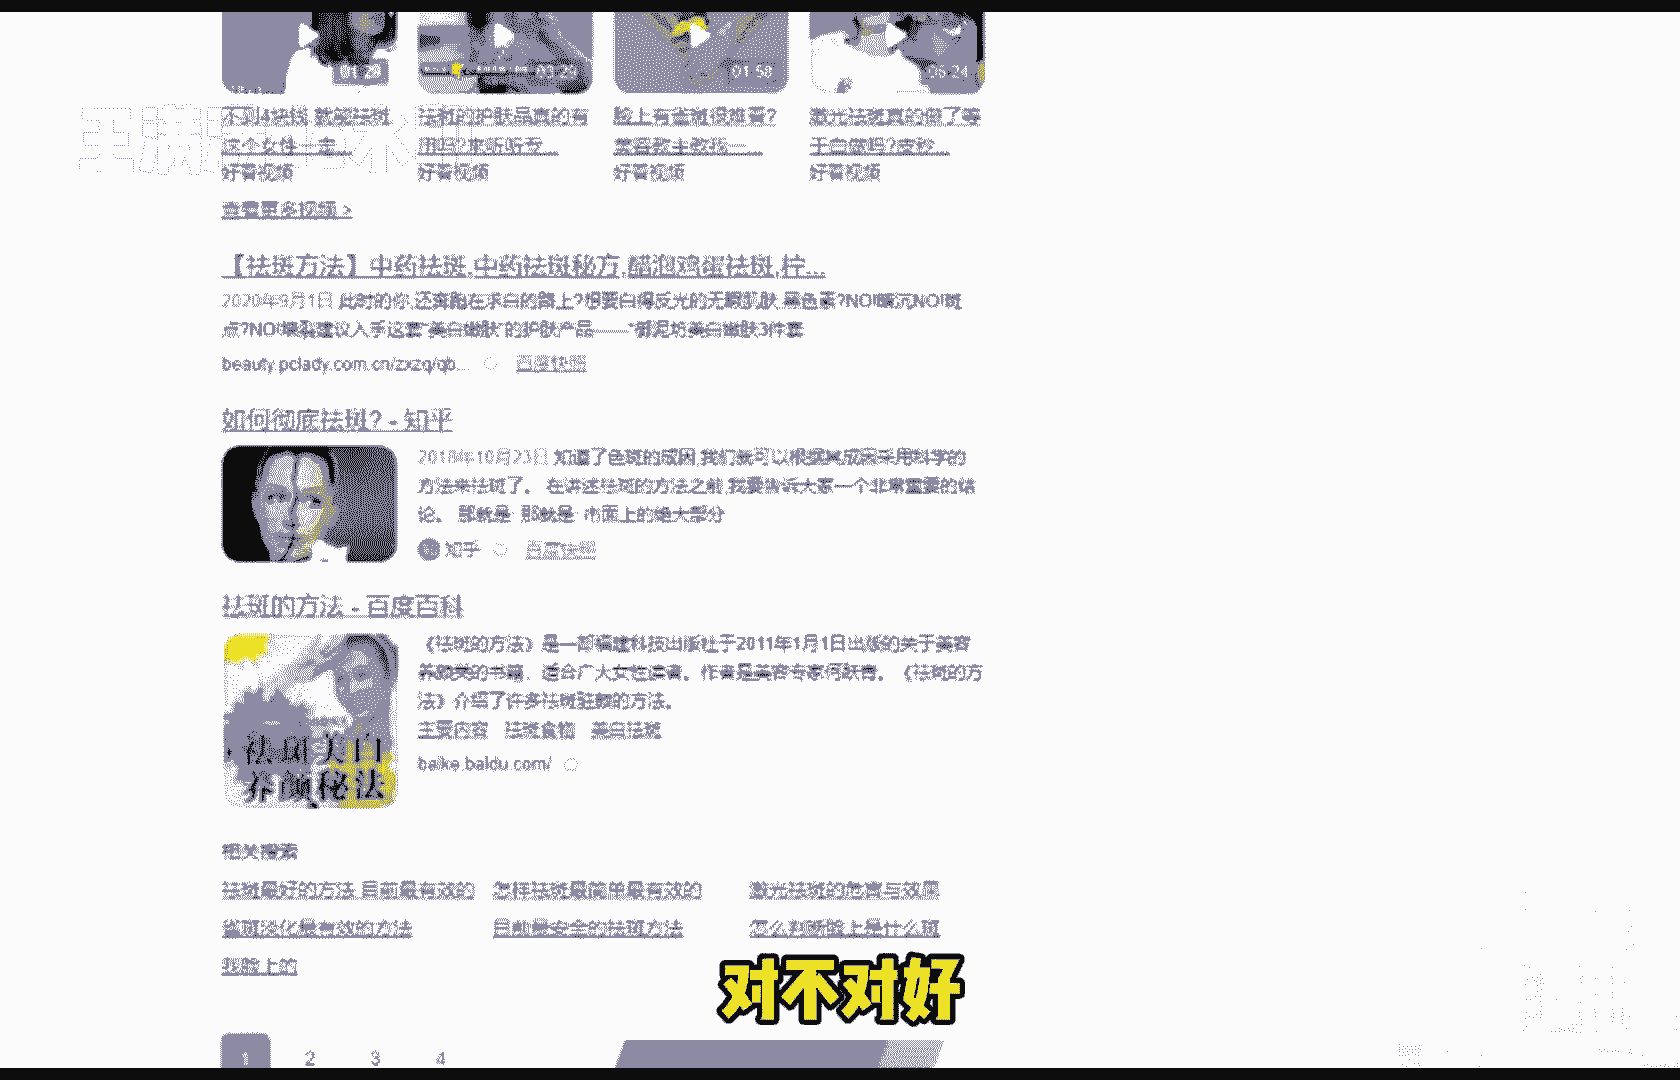 01:29
03:29
01:58
05:24
不到4块钱,就能祛斑
这个女性一定...
好看视频
祛斑的护肤品真的有
用吗?来听听专...
好看视频
脸上有雀斑很难看?
美容教主教你一...
好看视频
激光祛斑真的做了等
于白做吗?皮秒...
好看视频
查看更多视频 >
【祛斑方法】中药祛斑,中药祛斑秘方,醋泡鸡蛋祛斑,柠...
2020年9月1日 此时的你,还奔跑在求白的路上?想要白得反光的无瑕肌肤,黑色素?NO!暗沉NO!斑
点?NO!强烈建议入手这套"美白嫩肤"的护肤产品——"御泥坊美白嫩肤3件套
beauty.pclady.com.cn/zxzq/qb...
百度快照
如何彻底祛斑? - 知乎
2018年10月23日 知道了色斑的成因,我们就可以根据其成因采用科学的
方法来祛斑了。 在讲述祛斑的方法之前,我要告诉大家一个非常重要的结
论。 那就是 那就是 市面上的绝大部分
知乎
百度快照
祛斑的方法 - 百度百科
《祛斑的方法》是一部福建科技出版社于2011年1月1日出版的关于美容
养颜类的书籍。适合广大女性读者。作者是美容专家何跃青。《祛斑的方
法》介绍了许多祛斑驻颜的方法。
主要内容 祛斑食物 美白祛斑
baike.baidu.com/
祛斑美白
养颜秘法
相关搜索
祛斑最好的方法,目前最有效的
怎样祛斑最简单最有效的
激光祛斑的危害与效果
雀斑淡化最有效的方法
目前最安全的祛斑方法
怎么判断脸上是什么斑
我脸上的
对不对好
1 2 3 4